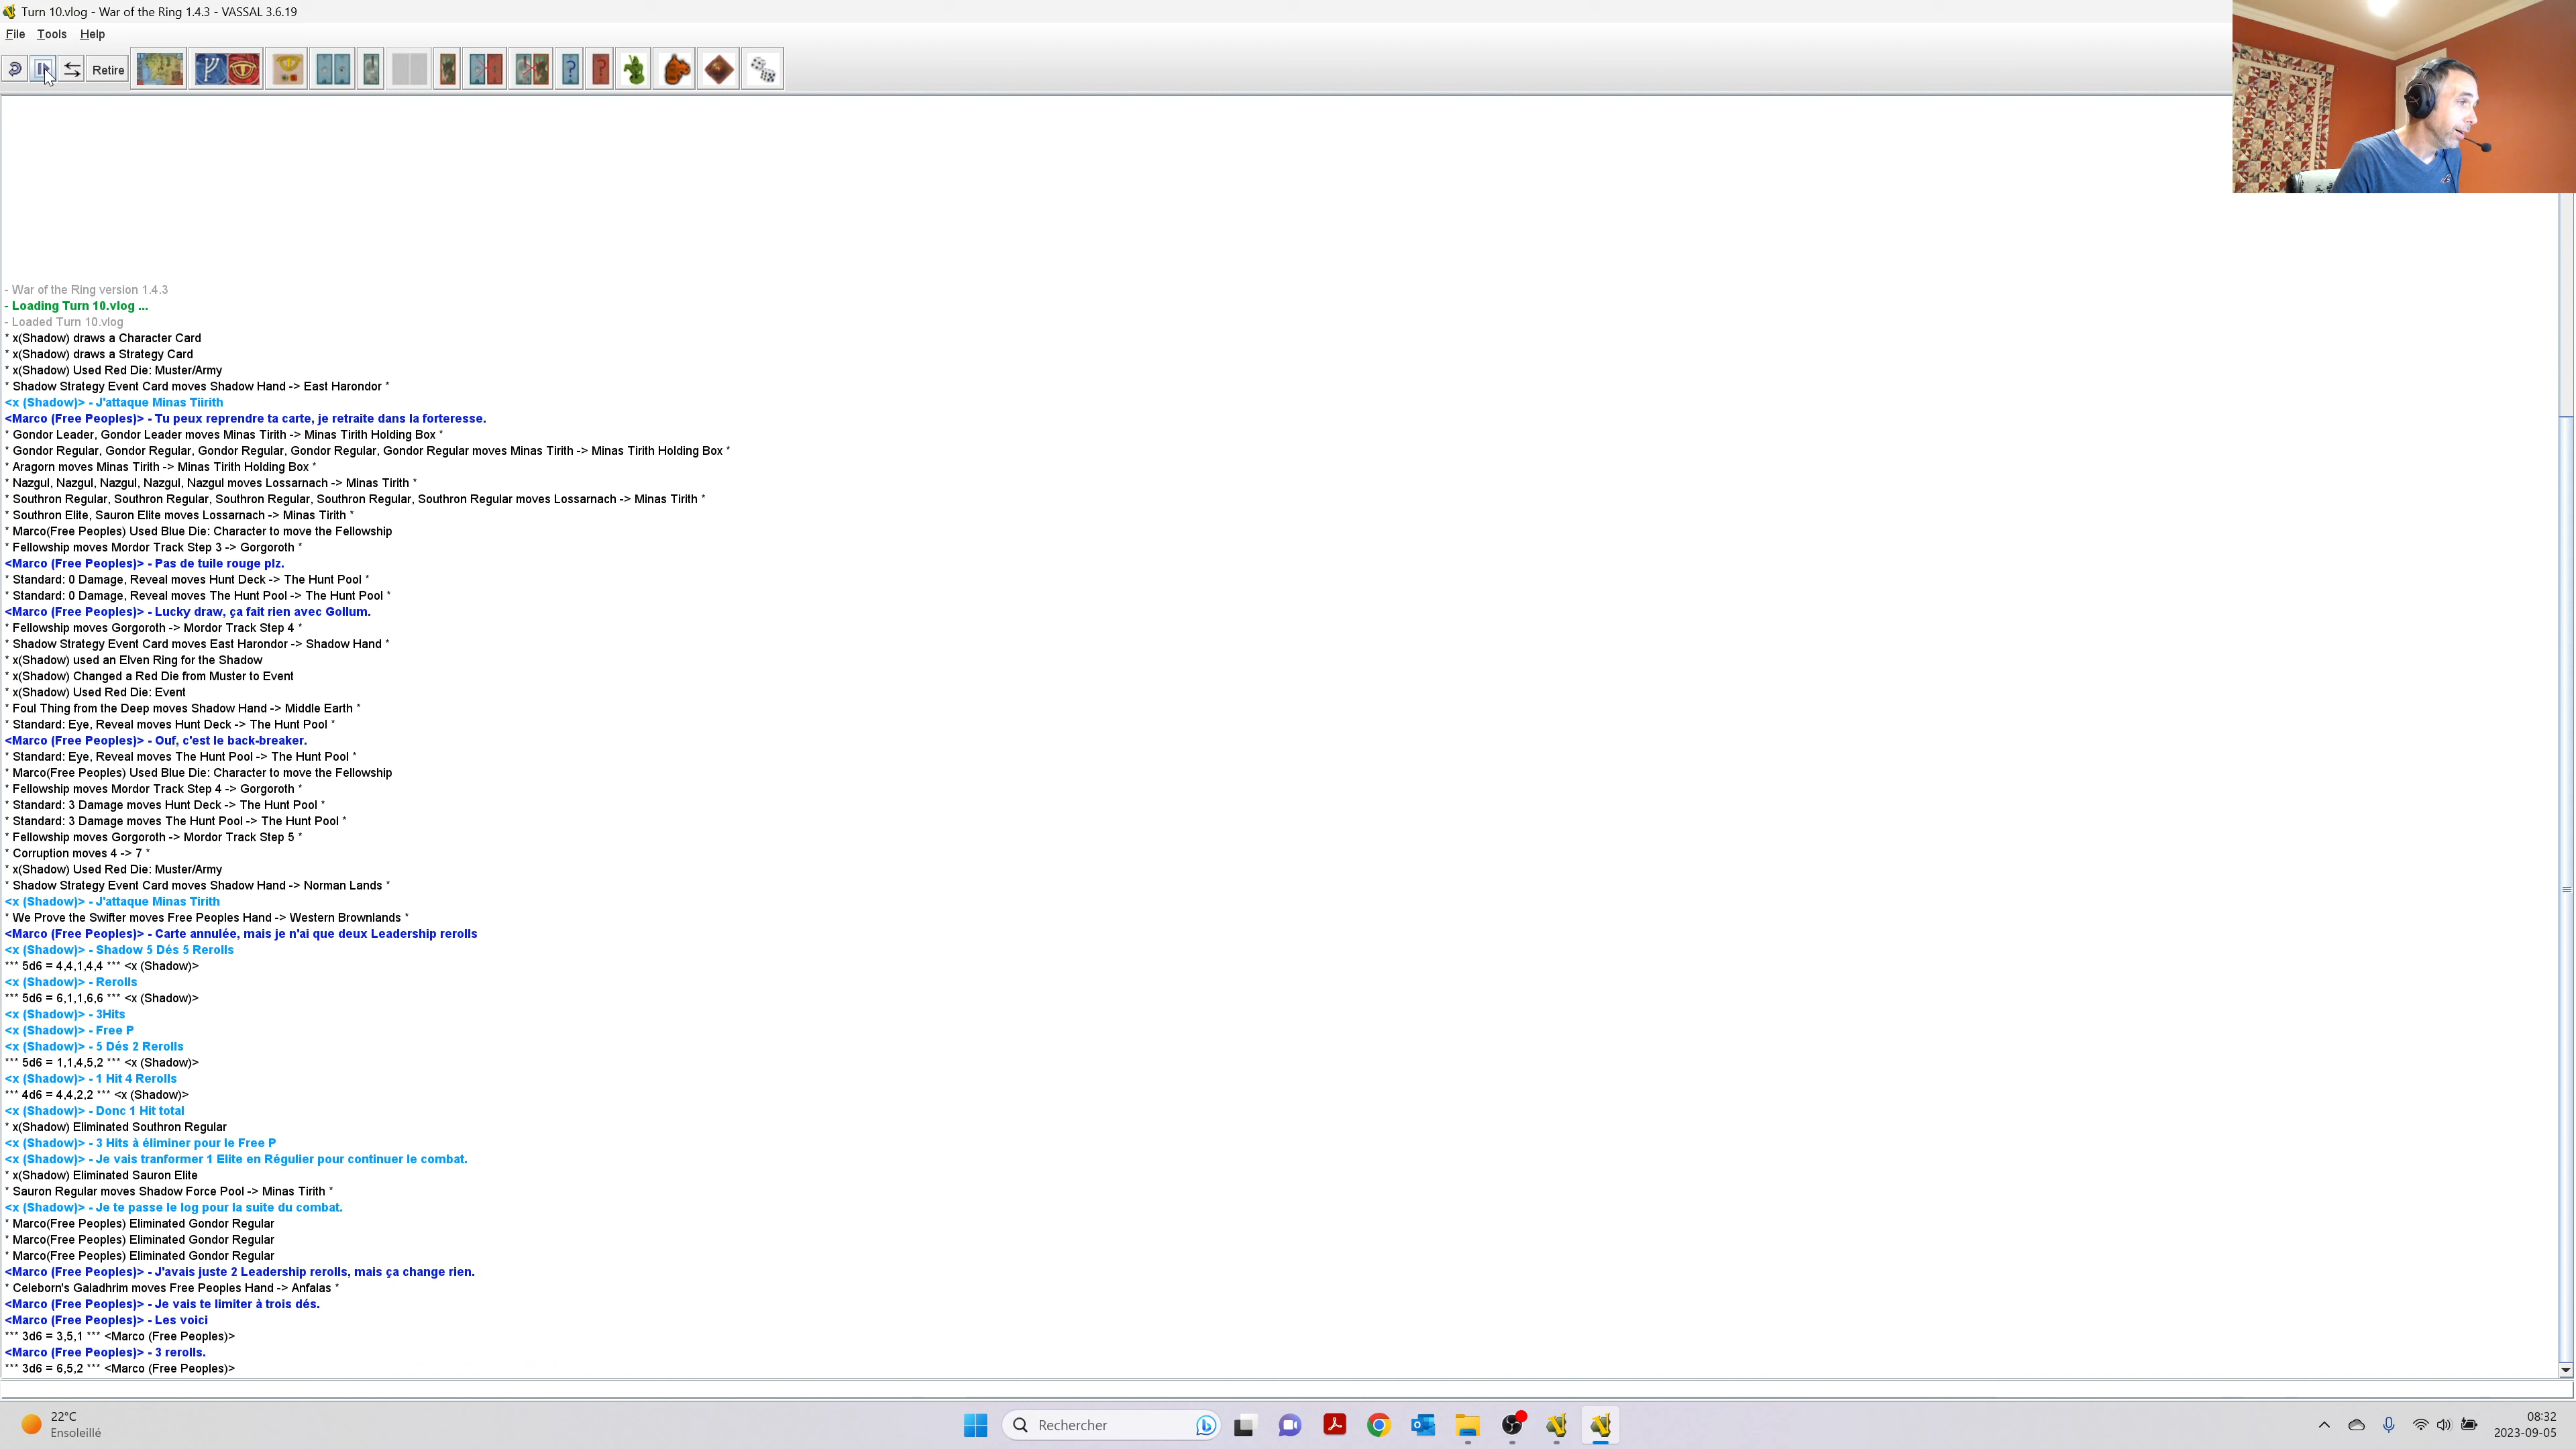 Turn 10.vlog - War of the Ring 1.4.3 - VASSAL 3.6.19
File Tools Help
Retire
- War of the Ring version 1.4.3
- Loading Turn 10.vlog ...
- Loaded Turn 10.vlog
* x(Shadow) draws a Character Card
* x(Shadow) draws a Strategy Card
* x(Shadow) Used Red Die: Muster/Army
* Shadow Strategy Event Card moves Shadow Hand -> East Harondor *
<x (Shadow)> - J'attaque Minas Tiirith
<Marco (Free Peoples)> - Tu peux reprendre ta carte, je retraite dans la forteresse.
* Gondor Leader, Gondor Leader moves Minas Tirith -> Minas Tirith Holding Box *
* Gondor Regular, Gondor Regular, Gondor Regular, Gondor Regular, Gondor Regular moves Minas Tirith -> Minas Tirith Holding Box *
* Aragorn moves Minas Tirith -> Minas Tirith Holding Box *
* Nazgul, Nazgul, Nazgul, Nazgul, Nazgul moves Lossarnach -> Minas Tirith *
* Southron Regular, Southron Regular, Southron Regular, Southron Regular, Southron Regular moves Lossarnach -> Minas Tirith *
* Southron Elite, Sauron Elite moves Lossarnach -> Minas Tirith *
* Marco(Free Peoples) Used Blue Die: Character to move the Fellowship
* Fellowship moves Mordor Track Step 3 -> Gorgoroth *
<Marco (Free Peoples)> - Pas de tuile rouge plz.
* Standard: 0 Damage, Reveal moves Hunt Deck -> The Hunt Pool *
* Standard: 0 Damage, Reveal moves The Hunt Pool -> The Hunt Pool *
<Marco (Free Peoples)> - Lucky draw, ça fait rien avec Gollum.
* Fellowship moves Gorgoroth -> Mordor Track Step 4 *
* Shadow Strategy Event Card moves East Harondor -> Shadow Hand *
* x(Shadow) used an Elven Ring for the Shadow
* x(Shadow) Changed a Red Die from Muster to Event
* x(Shadow) Used Red Die: Event
* Foul Thing from the Deep moves Shadow Hand -> Middle Earth *
* Standard: Eye, Reveal moves Hunt Deck -> The Hunt Pool *
<Marco (Free Peoples)> - Ouf, c'est le back-breaker.
* Standard: Eye, Reveal moves The Hunt Pool -> The Hunt Pool *
* Marco(Free Peoples) Used Blue Die: Character to move the Fellowship
* Fellowship moves Mordor Track Step 4 -> Gorgoroth *
* Standard: 3 Damage moves Hunt Deck -> The Hunt Pool *
* Standard: 3 Damage moves The Hunt Pool -> The Hunt Pool *
* Fellowship moves Gorgoroth -> Mordor Track Step 5 *
* Corruption moves 4 -> 7 *
* x(Shadow) Used Red Die: Muster/Army
* Shadow Strategy Event Card moves Shadow Hand -> Norman Lands *
<x (Shadow)> - J'attaque Minas Tirith
* We Prove the Swifter moves Free Peoples Hand -> Western Brownlands *
<Marco (Free Peoples)> - Carte annulée, mais je n'ai que deux Leadership rerolls
<x (Shadow)> - Shadow 5 Dés 5 Rerolls
*** 5d6 = 4,4,1,4,4 *** <x (Shadow)>
<x (Shadow)> - Rerolls
*** 5d6 = 6,1,1,6,6 *** <x (Shadow)>
<x (Shadow)> - 3Hits
<x (Shadow)> - Free P
<x (Shadow)> - 5 Dés 2 Rerolls
*** 5d6 = 1,1,4,5,2 *** <x (Shadow)>
<x (Shadow)> - 1 Hit 4 Rerolls
*** 4d6 = 4,4,2,2 *** <x (Shadow)>
<x (Shadow)> - Donc 1 Hit total
* x(Shadow) Eliminated Southron Regular
<x (Shadow)> - 3 Hits à éliminer pour le Free P
<x (Shadow)> - Je vais tranformer 1 Elite en Régulier pour continuer le combat.
* x(Shadow) Eliminated Sauron Elite
* Sauron Regular moves Shadow Force Pool -> Minas Tirith *
<x (Shadow)> - Je te passe le log pour la suite du combat.
* Marco(Free Peoples) Eliminated Gondor Regular
* Marco(Free Peoples) Eliminated Gondor Regular
* Marco(Free Peoples) Eliminated Gondor Regular
<Marco (Free Peoples)> - J'avais juste 2 Leadership rerolls, mais ça change rien.
* Celeborn's Galadhrim moves Free Peoples Hand -> Anfalas *
<Marco (Free Peoples)> - Je vais te limiter à trois dés.
<Marco (Free Peoples)> - Les voici
*** 3d6 = 3,5,1 *** <Marco (Free Peoples)>
<Marco (Free Peoples)> - 3 rerolls.
*** 3d6 = 6,5,2 *** <Marco (Free Peoples)>
22°C
Ensoleillé
Rechercher
08:32
2023-09-05